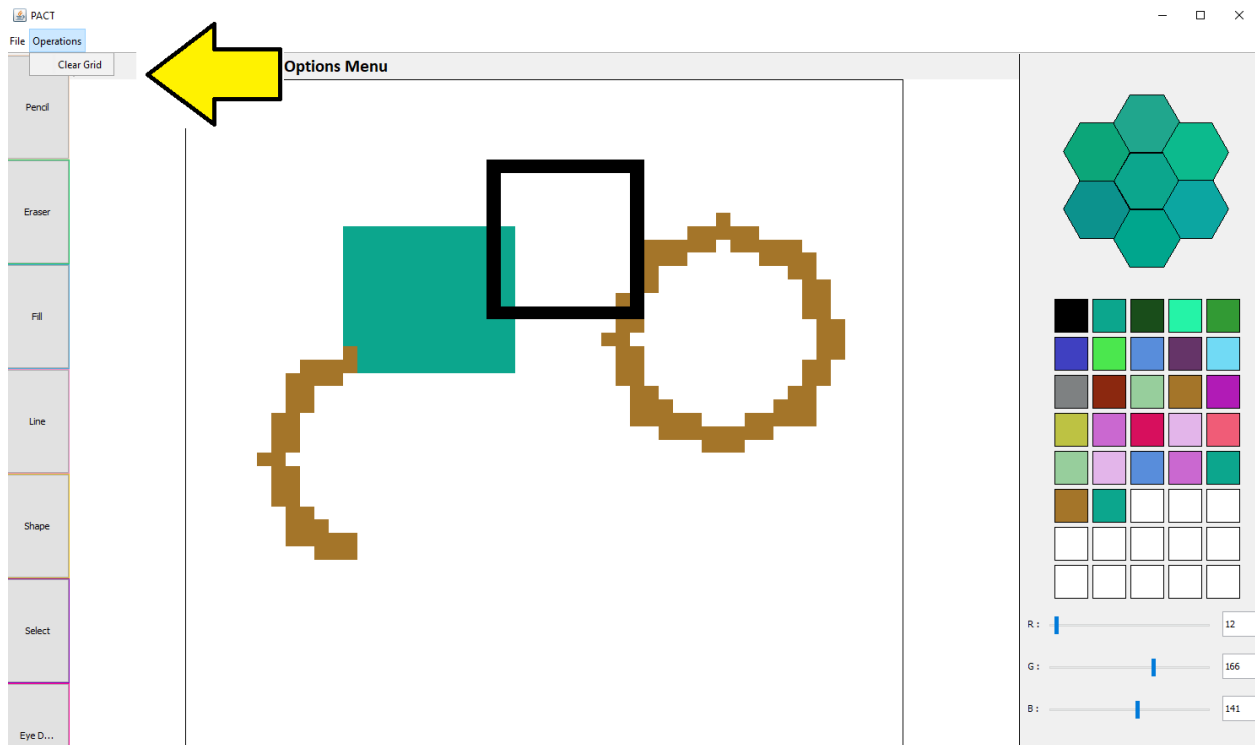 PACT
File Operations
Clear Grid
Options Menu
Pencil
Eraser
Fill
Line
Shape
Select
Eye D...
R :
12
G :
166
B :
141